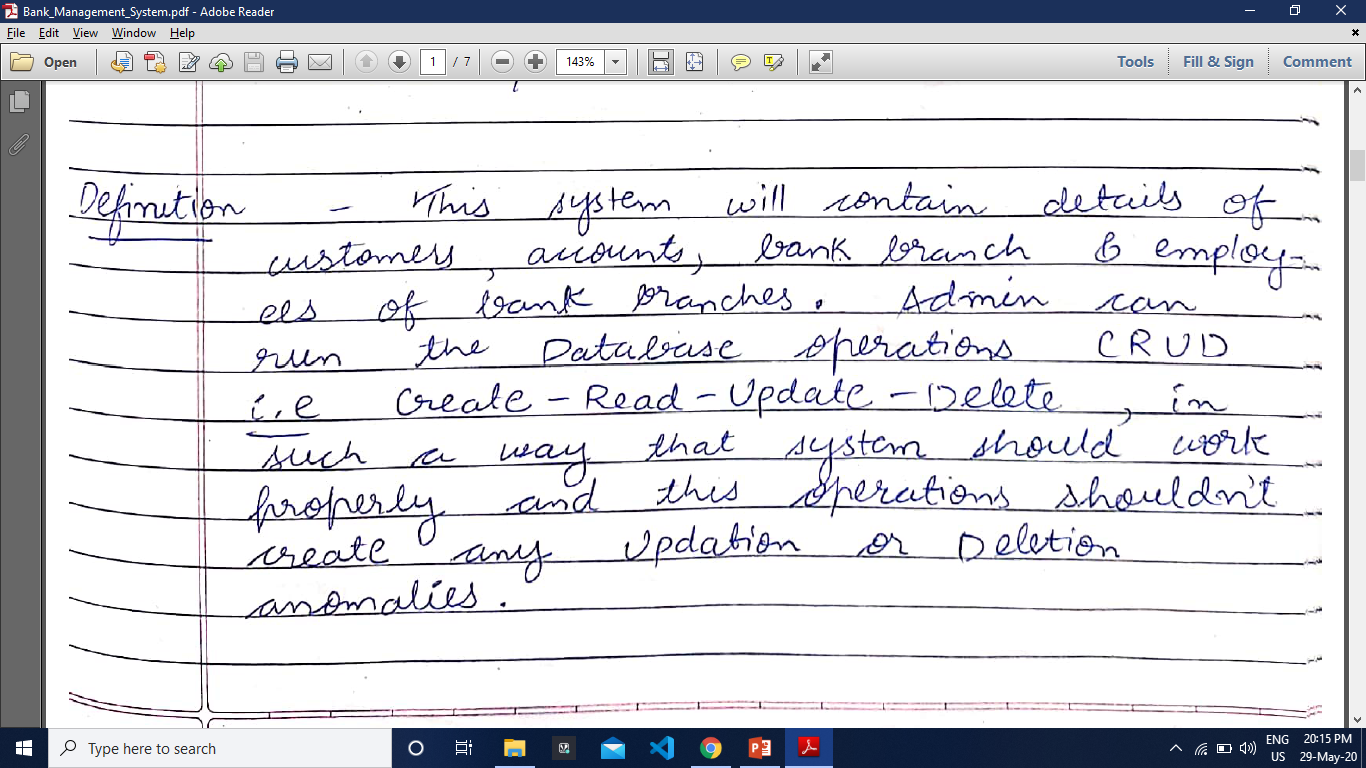 Bank_Management_System.pdf - Adobe Reader
File Edit View Window Help
Open 1 / 7 143% Tools Fill & Sign Comment
Definition - This system will contain details of
customers, accounts, bank branch & employ-
ees of bank branches. Admin can
run the Database operations CRUD
i.e Create - Read - Update - Delete, in
such a way that system should work
properly and this operations shouldn't
create any Updation or Deletion
anomalies.
Type here to search
ENG 20:15 PM
US 29-May-20